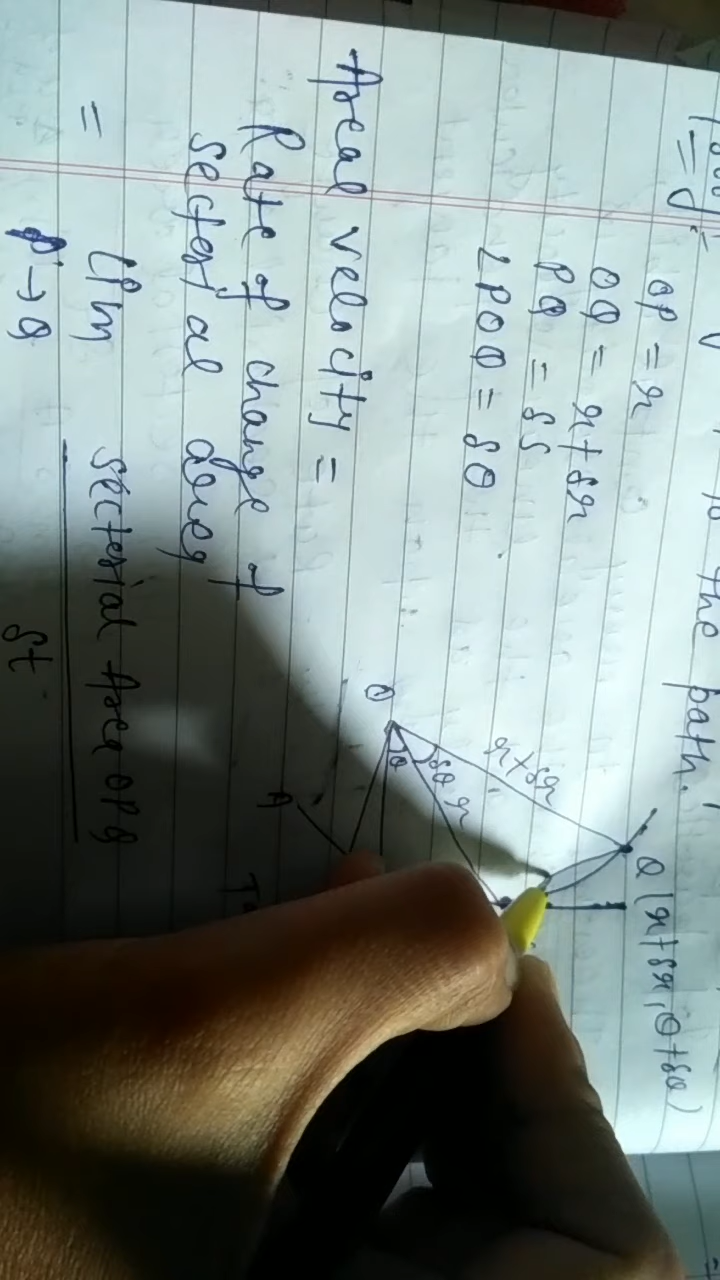 to the path.
OP = r
OQ = r + δr
PQ = δS
∠POQ = δθ
Q (r+δr, θ+δθ)
r+δr
δθ
r
θ
O
A
Areal velocity =
Rate of change of
sectorial area
= lim sectorial Area OPQ
P→Q δt